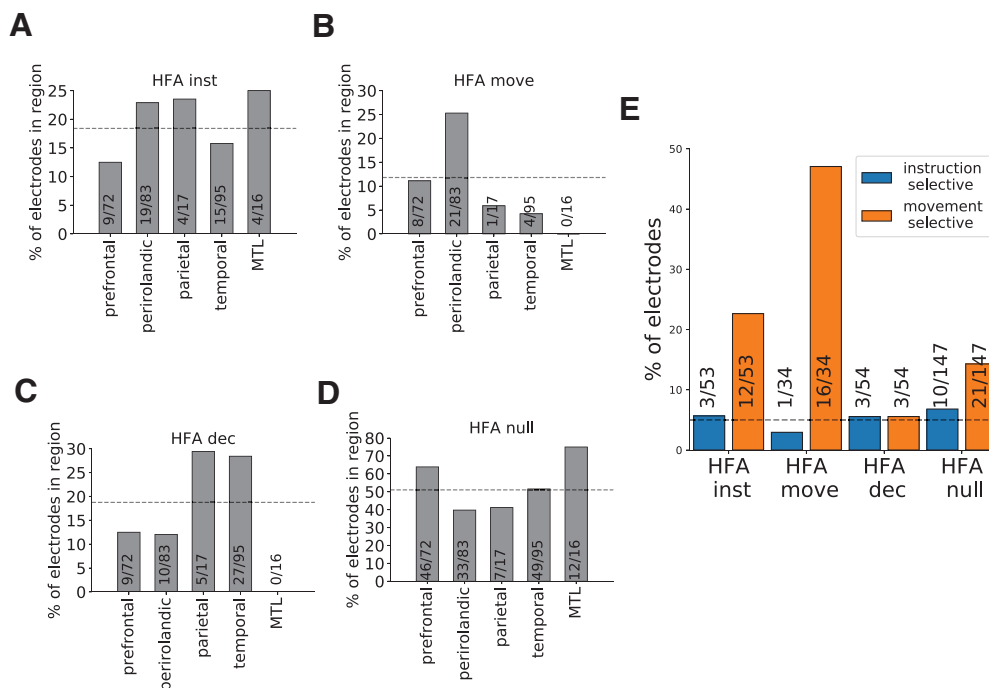 A
HFA inst
% of electrodes in region
25
20
15
10
5
0
9/72
19/83
4/17
15/95
4/16
prefrontal
perirolandic
parietal
temporal
MTL
B
HFA move
% of electrodes in region
30
25
20
15
10
5
0
8/72
21/83
1/17
4/95
0/16
prefrontal
perirolandic
parietal
temporal
MTL
C
HFA dec
% of electrodes in region
30
25
20
15
10
5
0
9/72
10/83
5/17
27/95
0/16
prefrontal
perirolandic
parietal
temporal
MTL
D
HFA null
% of electrodes in region
80
70
60
50
40
30
20
10
0
46/72
33/83
7/17
49/95
12/16
prefrontal
perirolandic
parietal
temporal
MTL
E
% of electrodes
50
40
30
20
10
0
instruction
selective
movement
selective
3/53
12/53
1/34
16/34
3/54
3/54
10/147
21/147
HFA
inst
HFA
move
HFA
dec
HFA
null